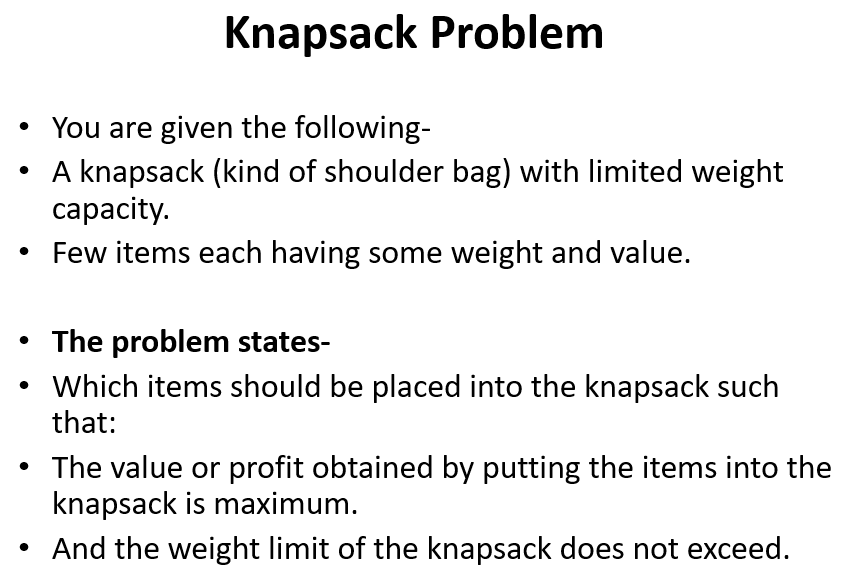 Knapsack Problem
• You are given the following-
• A knapsack (kind of shoulder bag) with limited weight
capacity.
• Few items each having some weight and value.
• The problem states-
• Which items should be placed into the knapsack such
that:
• The value or profit obtained by putting the items into the
knapsack is maximum.
• And the weight limit of the knapsack does not exceed.